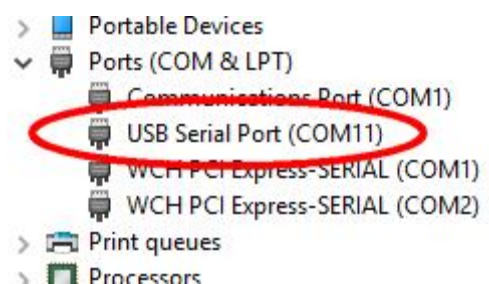 Portable Devices
Ports (COM & LPT)
Communications Port (COM1)
USB Serial Port (COM11)
WCH PCI Express-SERIAL (COM1)
WCH PCI Express-SERIAL (COM2)
Print queues
Processors